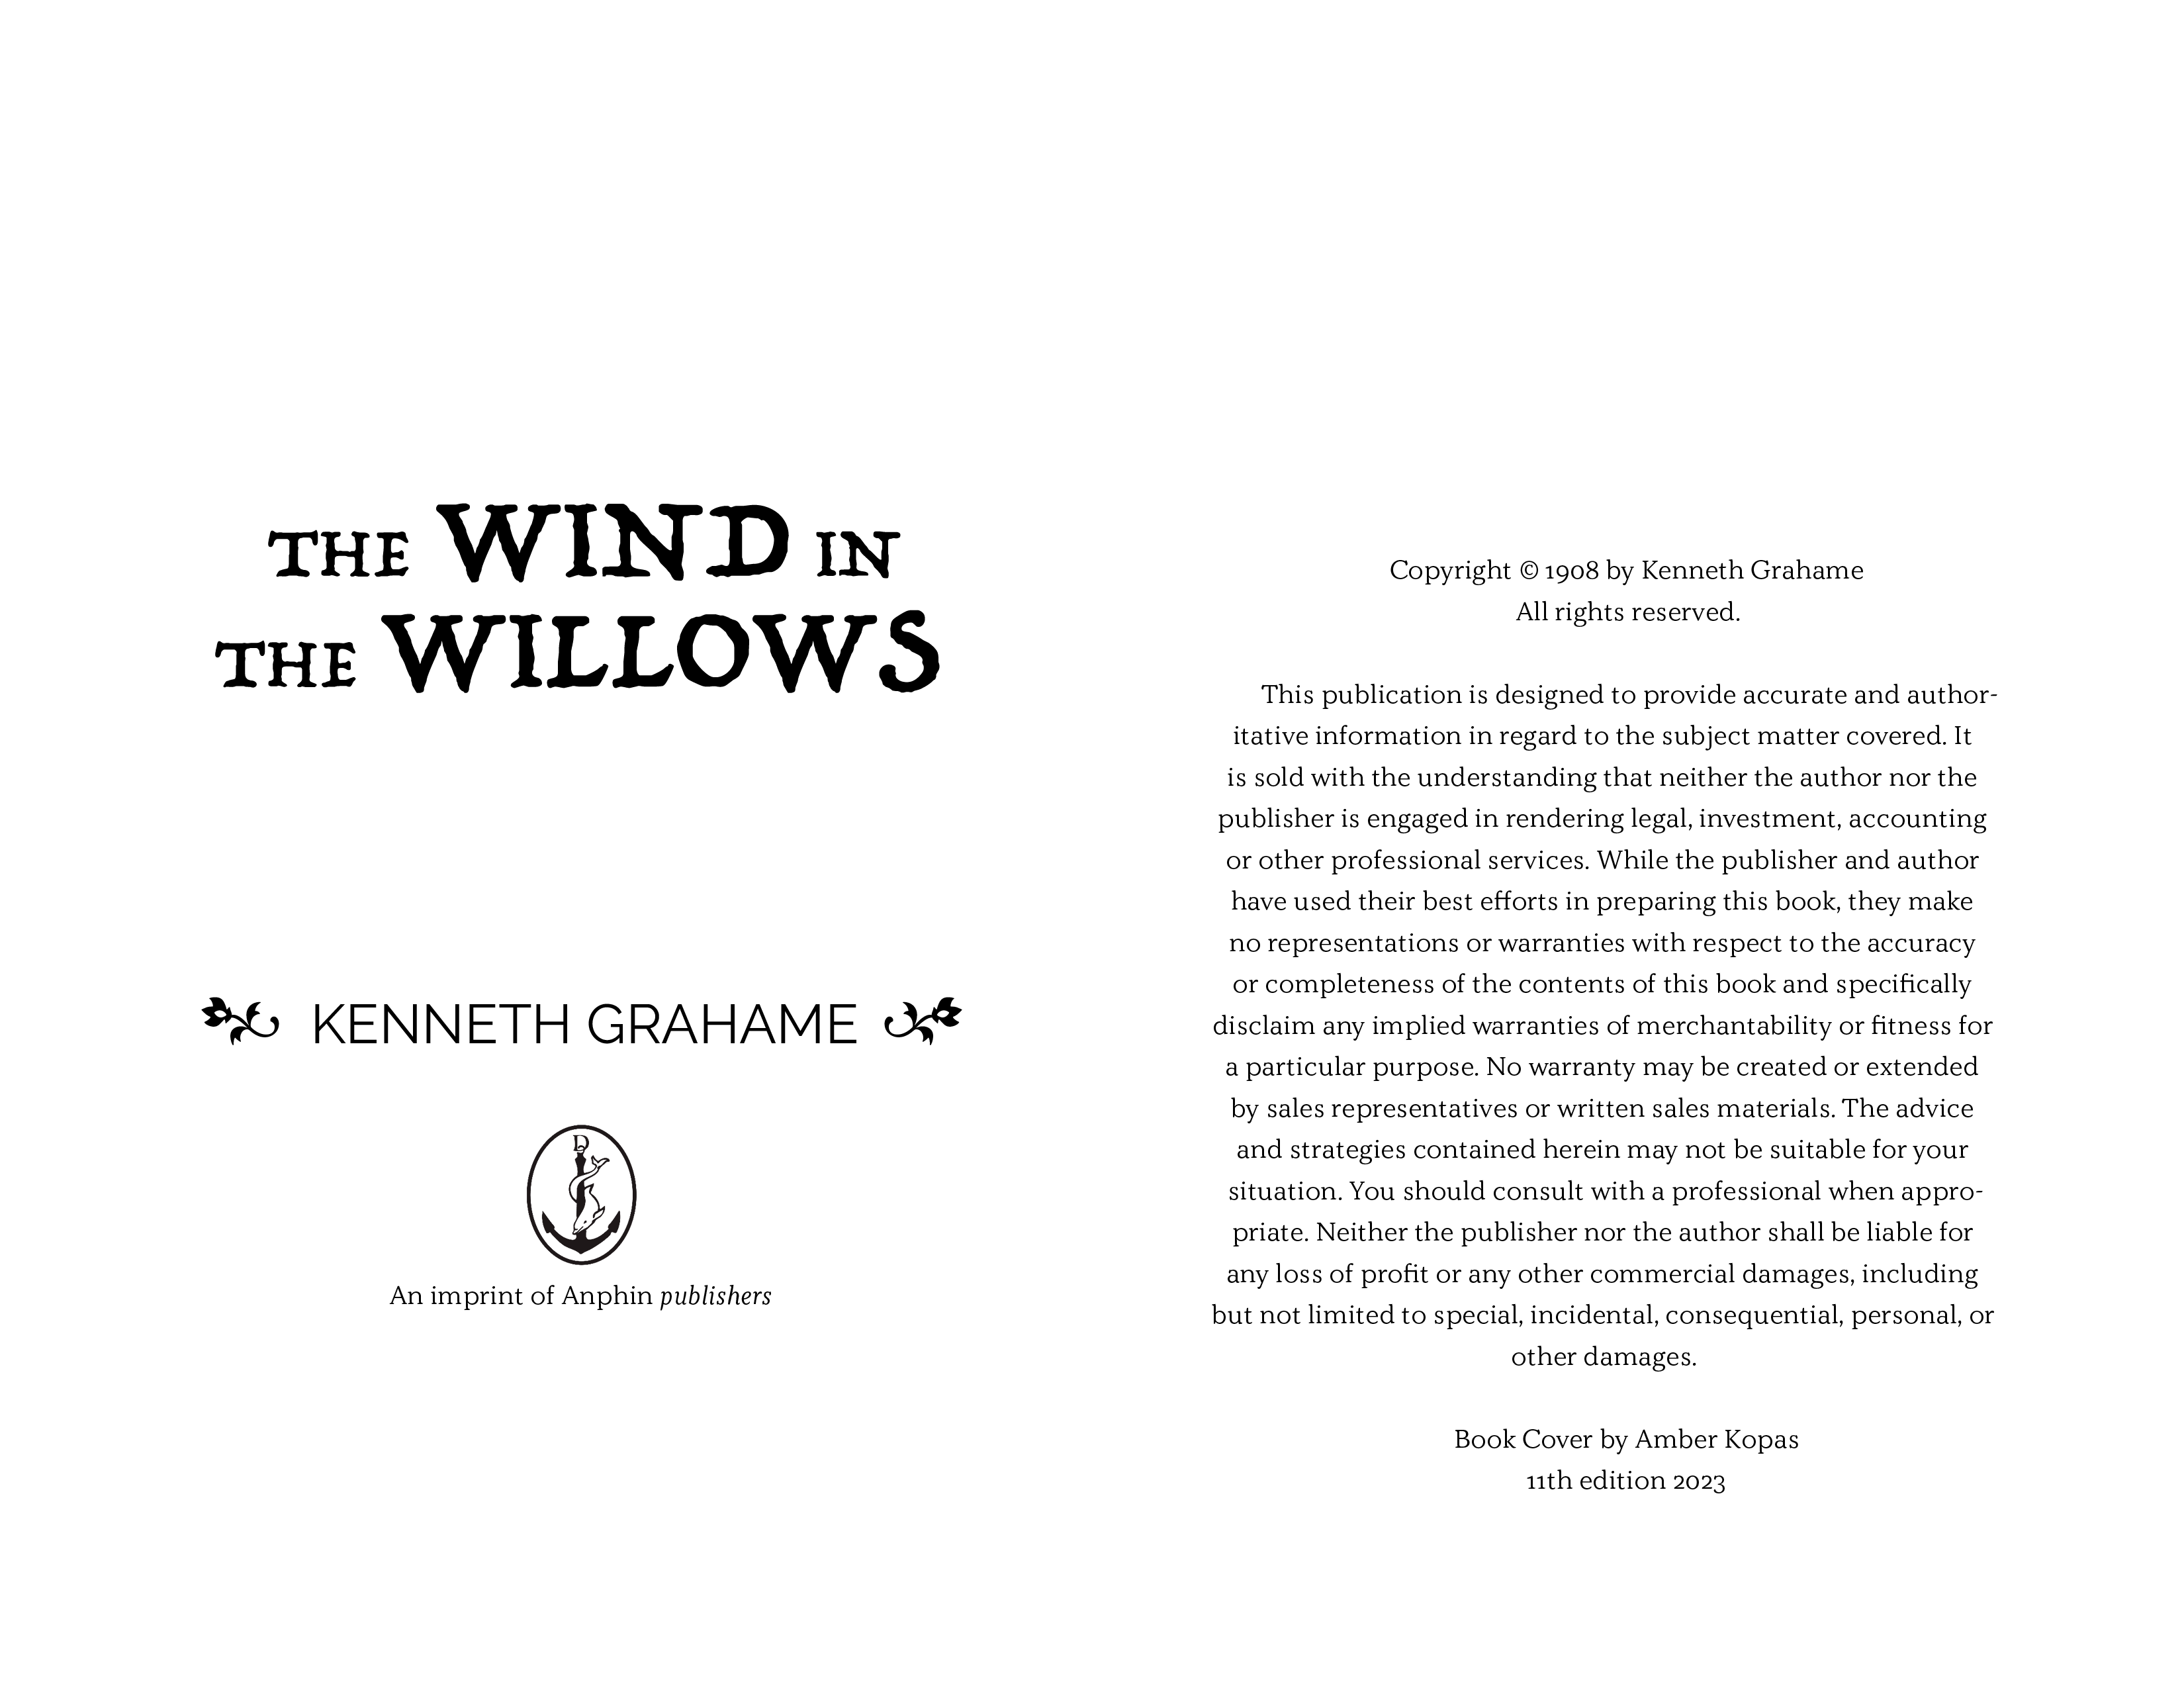 THE WIND IN
THE WILLOWS
KENNETH GRAHAME
D
An imprint of Anphin publishers
Copyright © 1908 by Kenneth Grahame
All rights reserved.
This publication is designed to provide accurate and author-
itative information in regard to the subject matter covered. It
is sold with the understanding that neither the author nor the
publisher is engaged in rendering legal, investment, accounting
or other professional services. While the publisher and author
have used their best efforts in preparing this book, they make
no representations or warranties with respect to the accuracy
or completeness of the contents of this book and specifically
disclaim any implied warranties of merchantability or fitness for
a particular purpose. No warranty may be created or extended
by sales representatives or written sales materials. The advice
and strategies contained herein may not be suitable for your
situation. You should consult with a professional when appro-
priate. Neither the publisher nor the author shall be liable for
any loss of profit or any other commercial damages, including
but not limited to special, incidental, consequential, personal, or
other damages.
Book Cover by Amber Kopas
11th edition 2023